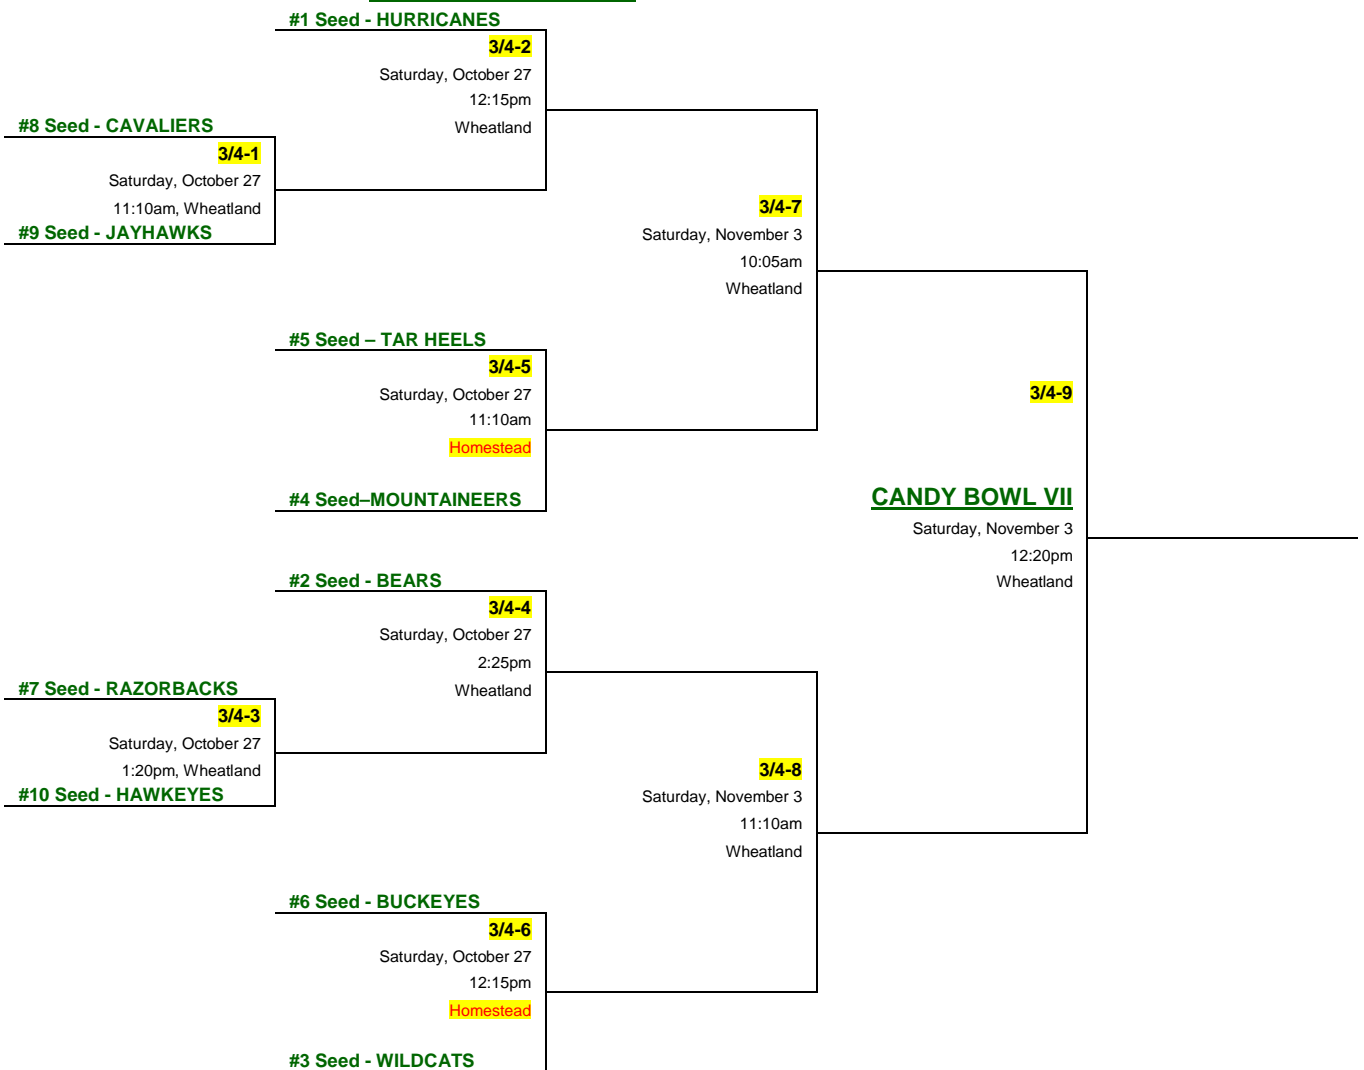 #1 Seed - HURRICANES
3/4-2
Saturday, October 27
12:15pm
Wheatland
#8 Seed - CAVALIERS
3/4-1
Saturday, October 27
11:10am, Wheatland
#9 Seed - JAYHAWKS
3/4-7
Saturday, November 3
10:05am
Wheatland
#5 Seed – TAR HEELS
3/4-5
Saturday, October 27
11:10am
Homestead
#4 Seed–MOUNTAINEERS
3/4-9
CANDY BOWL VII
Saturday, November 3
12:20pm
Wheatland
#2 Seed - BEARS
3/4-4
Saturday, October 27
2:25pm
Wheatland
#7 Seed - RAZORBACKS
3/4-3
Saturday, October 27
1:20pm, Wheatland
#10 Seed - HAWKEYES
3/4-8
Saturday, November 3
11:10am
Wheatland
#6 Seed - BUCKEYES
3/4-6
Saturday, October 27
12:15pm
Homestead
#3 Seed - WILDCATS